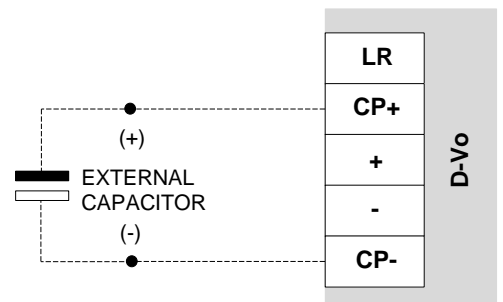 LR
CP+
(+)
+
EXTERNAL
CAPACITOR
-
(-)
CP-
D-Vo